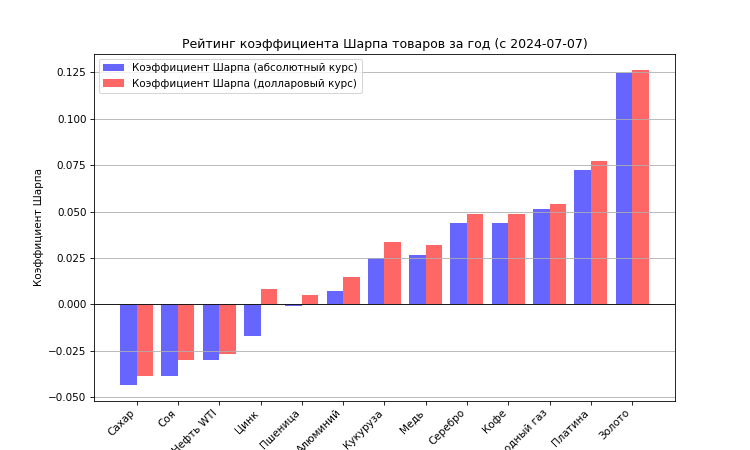 Рейтинг коэффициента Шарпа товаров за год (с 2024-07-07)
Коэффициент Шарпа (абсолютный курс)
Коэффициент Шарпа (долларовый курс)
Коэффициент Шарпа
0.125
0.100
0.075
0.050
0.025
0.000
−0.025
−0.050
Сахар
Соя
Нефть WTI
Цинк
Пшеница
Алюминий
Кукуруза
Медь
Серебро
Кофе
газ
Платина
Золото